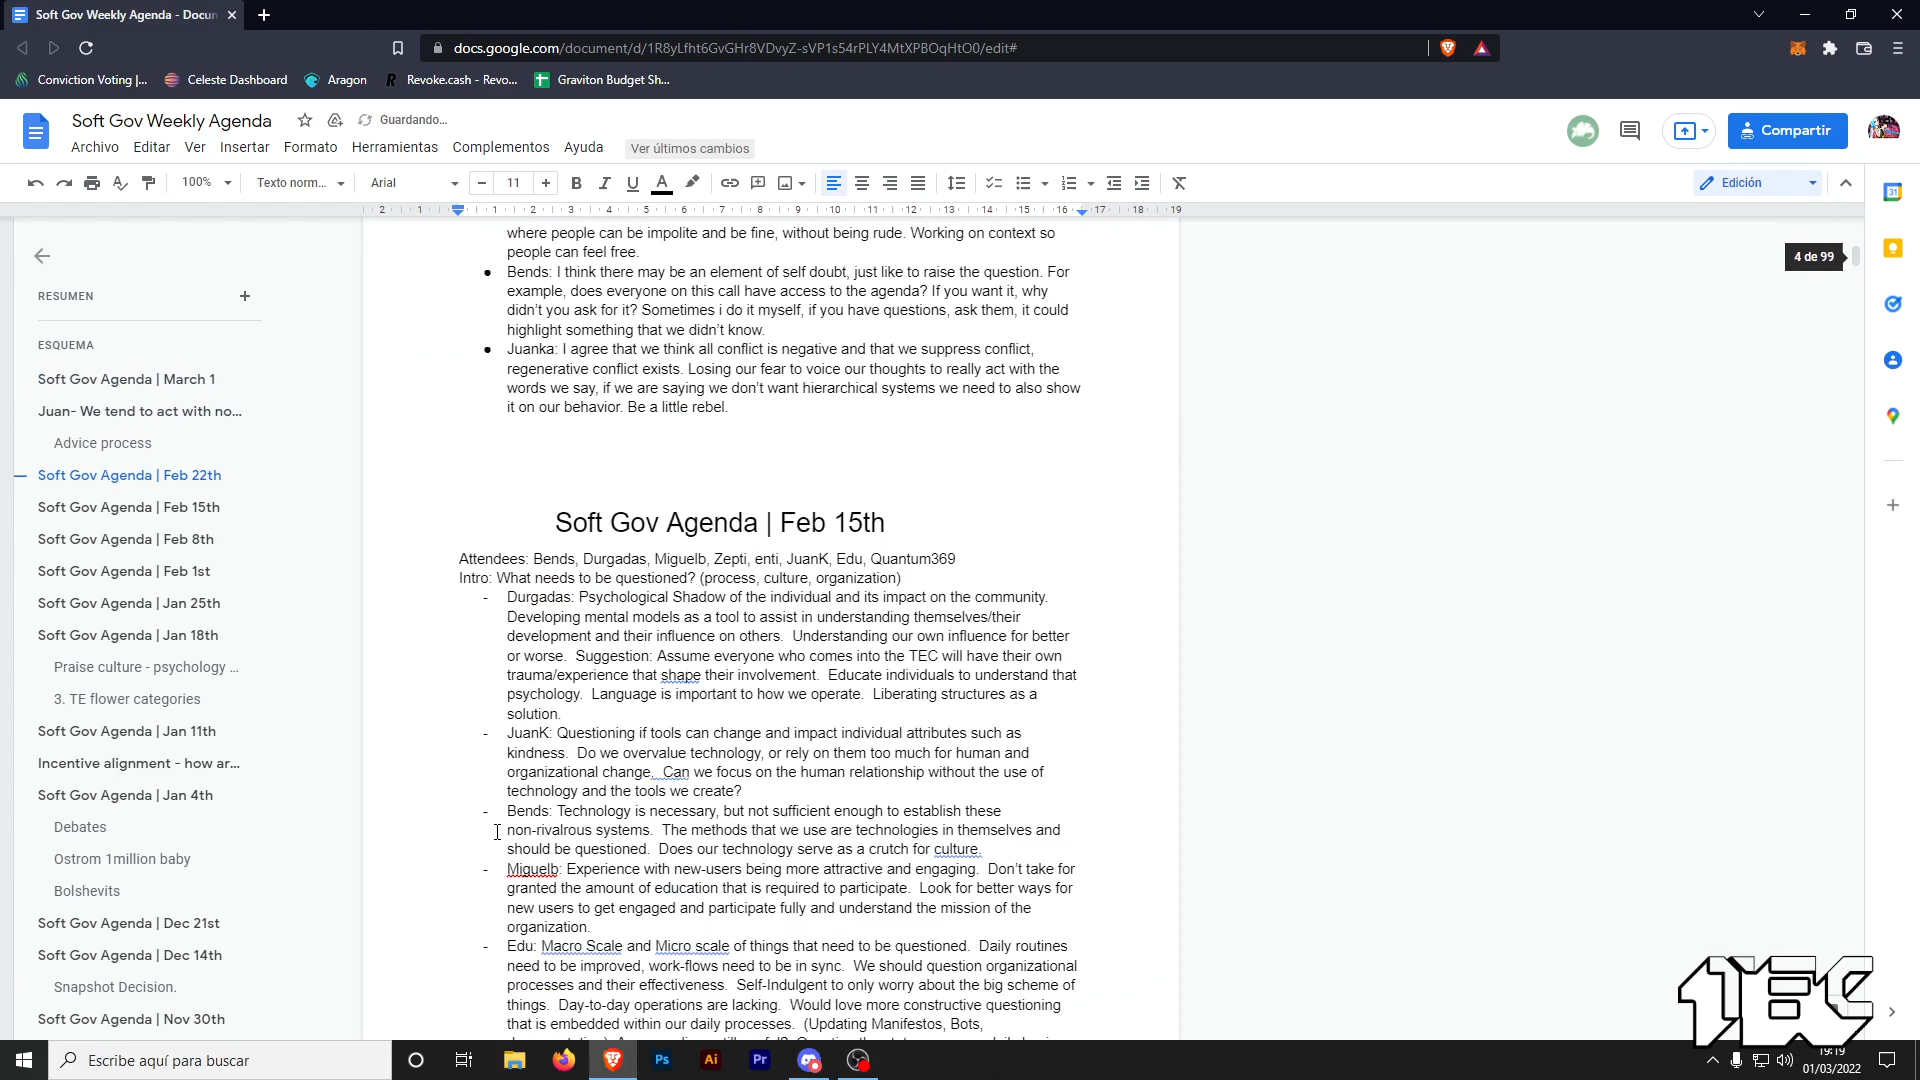 Soft Gov Weekly Agenda - Docun
docs.google.com/document/d/1R8yLfht6GvGHr8VDvyZ-sVP1s54rPLY4MtXPBOqHtO0/edit#
Conviction Voting |... Celeste Dashboard Aragon Revoke.cash - Revo... Graviton Budget Sh...
Soft Gov Weekly Agenda Guardando...
Archivo Editar Ver Insertar Formato Herramientas Complementos Ayuda Ver últimos cambios
Compartir
100% Texto norm... Arial 11 Edición
2 1 1 2 3 4 5 6 7 8 9 10 11 12 13 14 15 16 17 18 19
RESUMEN
ESQUEMA
Soft Gov Agenda | March 1
Juan- We tend to act with no...
Advice process
Soft Gov Agenda | Feb 22th
Soft Gov Agenda | Feb 15th
Soft Gov Agenda | Feb 8th
Soft Gov Agenda | Feb 1st
Soft Gov Agenda | Jan 25th
Soft Gov Agenda | Jan 18th
Praise culture - psychology ...
3. TE flower categories
Soft Gov Agenda | Jan 11th
Incentive alignment - how ar...
Soft Gov Agenda | Jan 4th
Debates
Ostrom 1million baby
Bolshevits
Soft Gov Agenda | Dec 21st
Soft Gov Agenda | Dec 14th
Snapshot Decision.
Soft Gov Agenda | Nov 30th
where people can be impolite and be fine, without being rude. Working on context so
people can feel free.
● Bends: I think there may be an element of self doubt, just like to raise the question. For
example, does everyone on this call have access to the agenda? If you want it, why
didn't you ask for it? Sometimes i do it myself, if you have questions, ask them, it could
highlight something that we didn't know.
● Juanka: I agree that we think all conflict is negative and that we suppress conflict,
regenerative conflict exists. Losing our fear to voice our thoughts to really act with the
words we say, if we are saying we don't want hierarchical systems we need to also show
it on our behavior. Be a little rebel.
Soft Gov Agenda | Feb 15th
Attendees: Bends, Durgadas, Miguelb, Zepti, enti, JuanK, Edu, Quantum369
Intro: What needs to be questioned? (process, culture, organization)
- Durgadas: Psychological Shadow of the individual and its impact on the community.
Developing mental models as a tool to assist in understanding themselves/their
development and their influence on others. Understanding our own influence for better
or worse. Suggestion: Assume everyone who comes into the TEC will have their own
trauma/experience that shape their involvement. Educate individuals to understand that
psychology. Language is important to how we operate. Liberating structures as a
solution.
- JuanK: Questioning if tools can change and impact individual attributes such as
kindness. Do we overvalue technology, or rely on them too much for human and
organizational change. Can we focus on the human relationship without the use of
technology and the tools we create?
- Bends: Technology is necessary, but not sufficient enough to establish these
non-rivalrous systems. The methods that we use are technologies in themselves and
should be questioned. Does our technology serve as a crutch for culture.
- Miguelb: Experience with new-users being more attractive and engaging. Don't take for
granted the amount of education that is required to participate. Look for better ways for
new users to get engaged and participate fully and understand the mission of the
organization.
- Edu: Macro Scale and Micro scale of things that need to be questioned. Daily routines
need to be improved, work-flows need to be in sync. We should question organizational
processes and their effectiveness. Self-Indulgent to only worry about the big scheme of
things. Day-to-day operations are lacking. Would love more constructive questioning
that is embedded within our daily processes. (Updating Manifestos, Bots,
4 de 99
31
TEC
Escribe aquí para buscar
Ps Ai Pr
19:19
01/03/2022